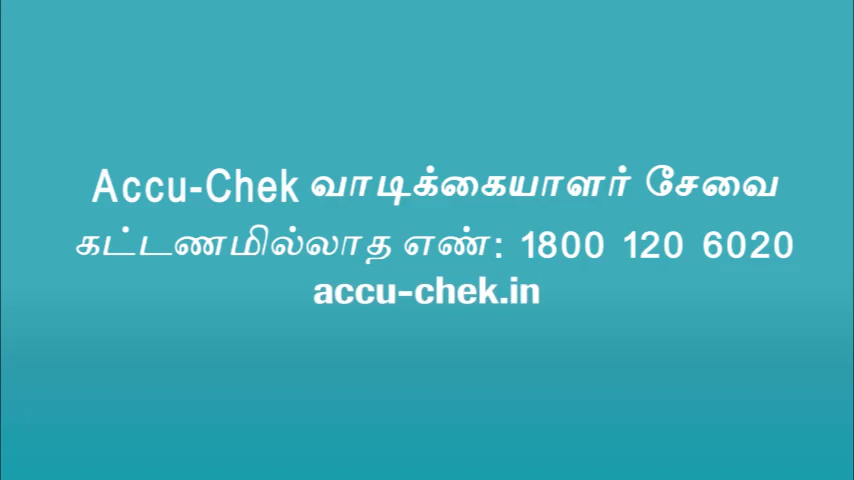 Accu-Chek வாடிக்கையாளர் சேவை
கட்டணமில்லாத எண்: 1800 120 6020
accu-chek.in